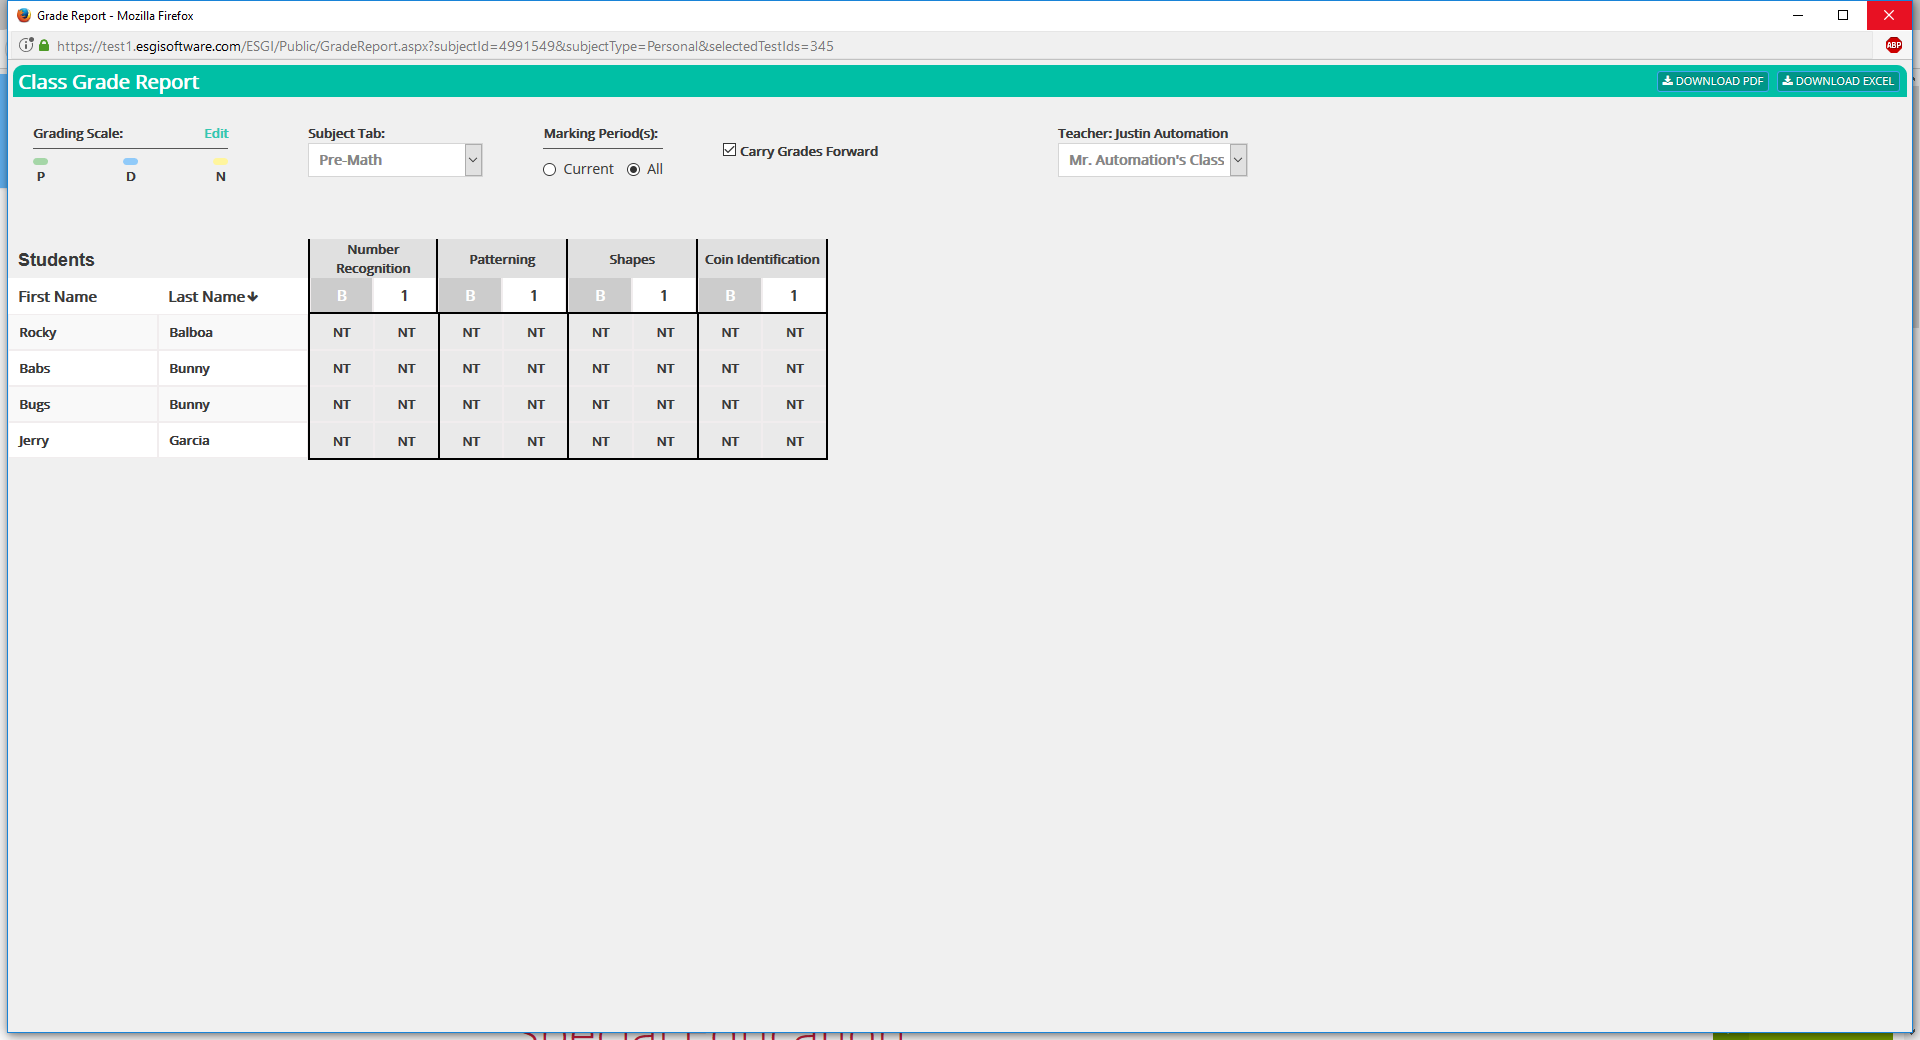 Grade Report - Mozilla Firefox
https://test1.esgisoftware.com/ESGI/Public/GradeReport.aspx?subjectId=4991549&subjectType=Personal&selectedTestIds=345
ABP
Class Grade Report
DOWNLOAD PDF DOWNLOAD EXCEL
Grading Scale: Edit
P D N
Subject Tab:
Pre-Math
Marking Period(s):
Current All
Carry Grades Forward
Teacher: Justin Automation
Mr. Automation's Class
Students Number Recognition Patterning Shapes Coin Identification
First Name Last Name B 1 B 1 B 1 B 1
Rocky Balboa NT NT NT NT NT NT NT NT
Babs Bunny NT NT NT NT NT NT NT NT
Bugs Bunny NT NT NT NT NT NT NT NT
Jerry Garcia NT NT NT NT NT NT NT NT